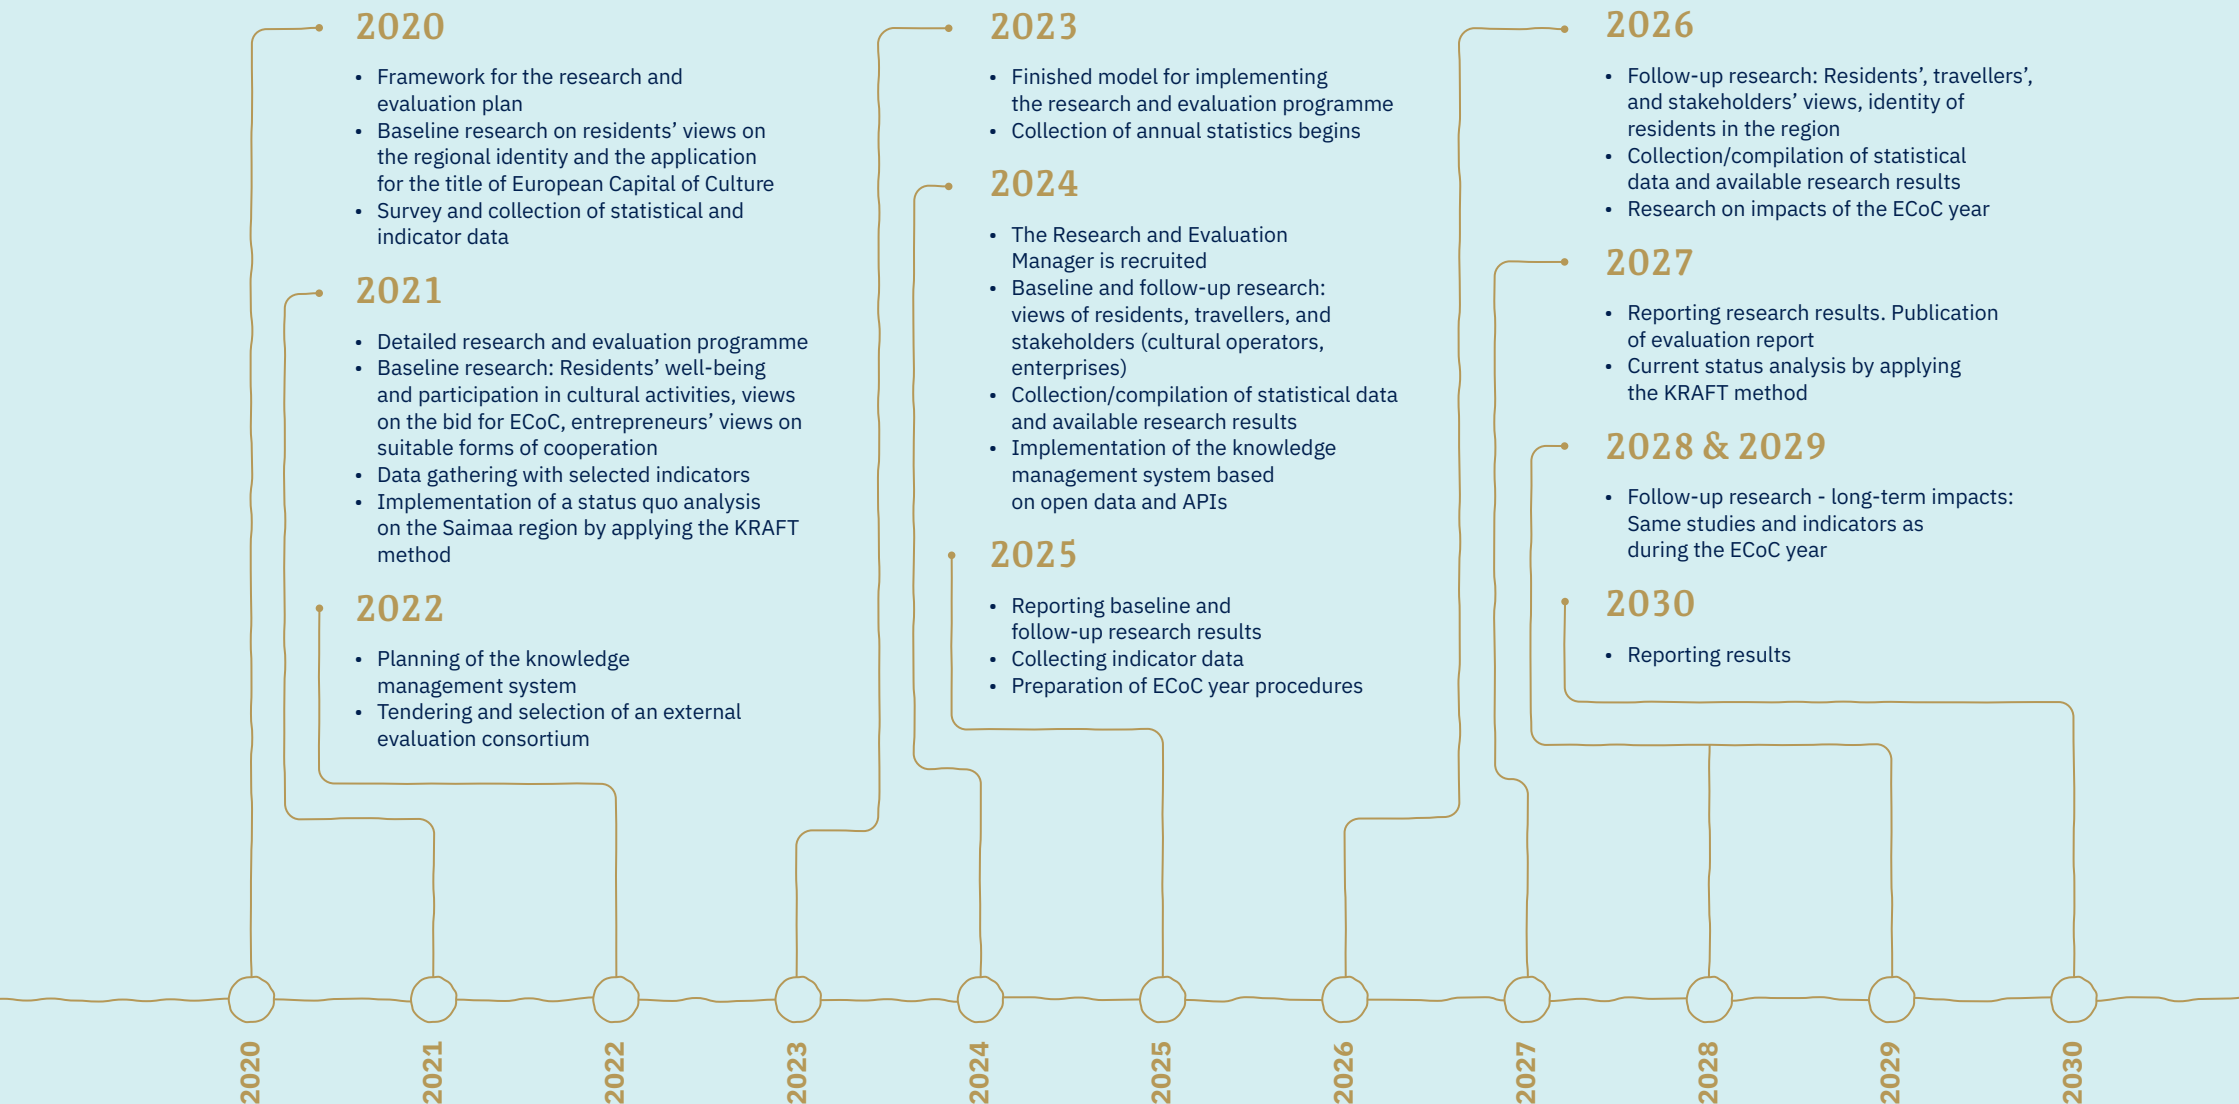 2020
• Framework for the research and
evaluation plan
• Baseline research on residents’ views on
the regional identity and the application
for the title of European Capital of Culture
• Survey and collection of statistical and
indicator data
2021
• Detailed research and evaluation programme
• Baseline research: Residents’ well-being
and participation in cultural activities, views
on the bid for ECoC, entrepreneurs’ views on
suitable forms of cooperation
• Data gathering with selected indicators
• Implementation of a status quo analysis
on the Saimaa region by applying the KRAFT
method
2022
• Planning of the knowledge
management system
• Tendering and selection of an external
evaluation consortium
2023
• Finished model for implementing
the research and evaluation programme
• Collection of annual statistics begins
2024
• The Research and Evaluation
Manager is recruited
• Baseline and follow-up research:
views of residents, travellers, and
stakeholders (cultural operators,
enterprises)
• Collection/compilation of statistical data
and available research results
• Implementation of the knowledge
management system based
on open data and APIs
2025
• Reporting baseline and
follow-up research results
• Collecting indicator data
• Preparation of ECoC year procedures
2026
• Follow-up research: Residents’, travellers’,
and stakeholders’ views, identity of
residents in the region
• Collection/compilation of statistical
data and available research results
• Research on impacts of the ECoC year
2027
• Reporting research results. Publication
of evaluation report
• Current status analysis by applying
the KRAFT method
2028 & 2029
• Follow-up research - long-term impacts:
Same studies and indicators as
during the ECoC year
2030
• Reporting results
2020
2021
2022
2023
2024
2025
2026
2027
2028
2029
2030